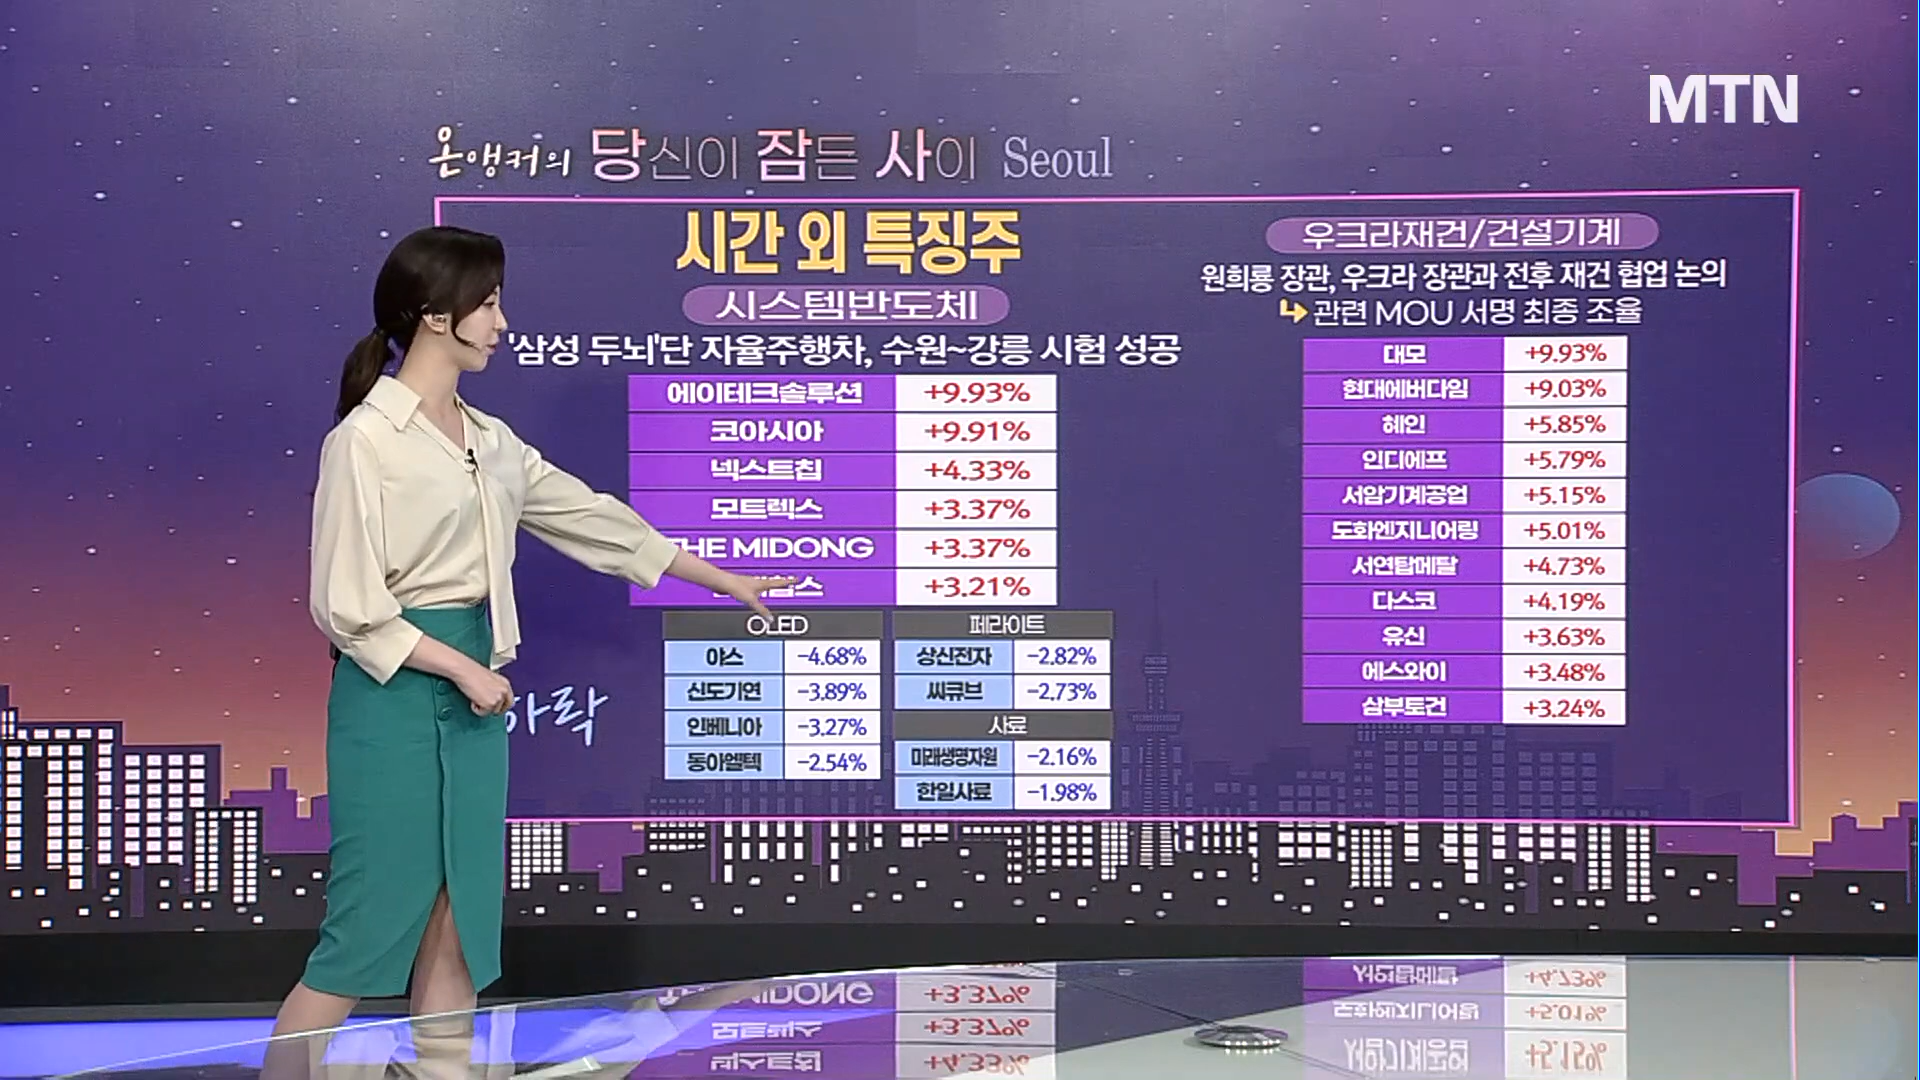 MTN
온앵커의 당신이 잠든 사이 Seoul
시간 외 특징주
시스템반도체
'삼성 두뇌'단 자율주행차, 수원~강릉 시험 성공
에이테크솔루션 +9.93%
코아시아 +9.91%
넥스트칩 +4.33%
모트렉스 +3.37%
THE MIDONG +3.37%
+3.21%
하락
OLED
야스 -4.68%
신도기연 -3.89%
인베니아 -3.27%
동아엘텍 -2.54%
페라이트
상신전자 -2.82%
씨큐브 -2.73%
사료
미래생명자원 -2.16%
한일사료 -1.98%
우크라재건/건설기계
원희룡 장관, 우크라 장관과 전후 재건 협업 논의
↳ 관련 MOU 서명 최종 조율
대모 +9.93%
현대에버다임 +9.03%
혜인 +5.85%
인디에프 +5.79%
서암기계공업 +5.15%
도화엔지니어링 +5.01%
서연탑메탈 +4.73%
다스코 +4.19%
유신 +3.63%
에스와이 +3.48%
삼부토건 +3.24%